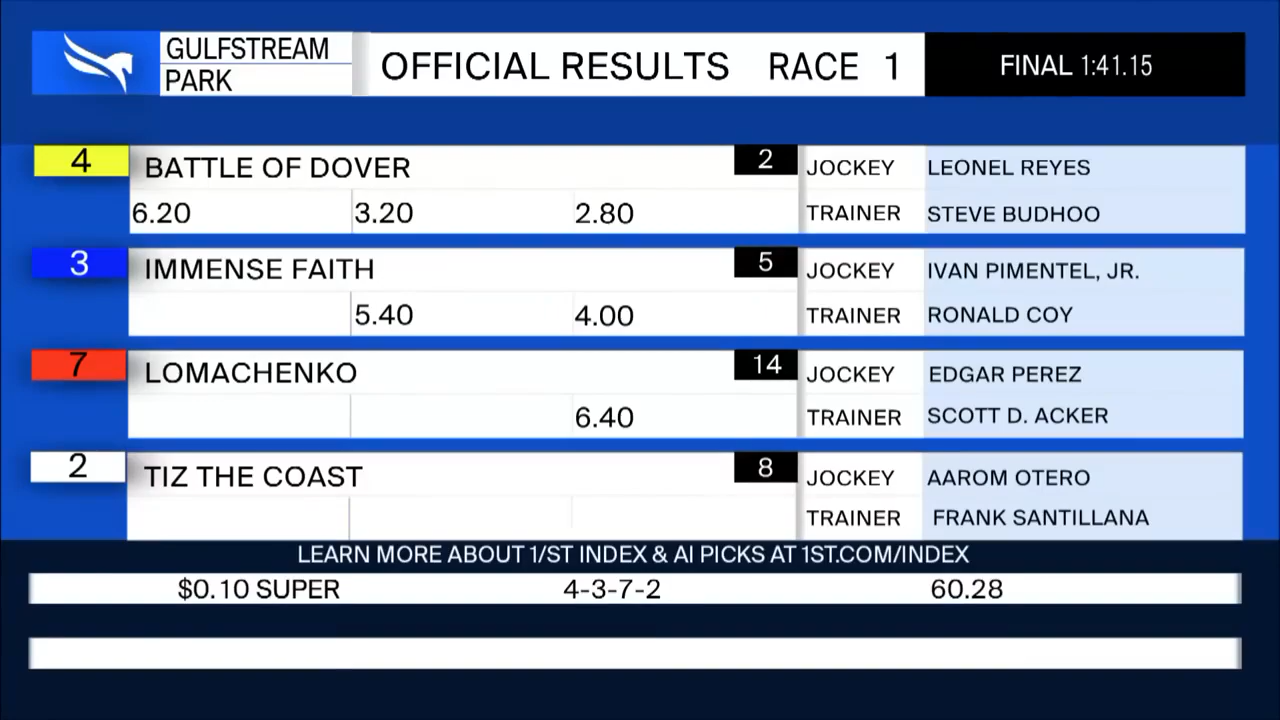 GULFSTREAM
PARK
OFFICIAL RESULTS RACE 1
FINAL 1:41.15
4 BATTLE OF DOVER 2 JOCKEY LEONEL REYES
6.20 3.20 2.80 TRAINER STEVE BUDHOO
3 IMMENSE FAITH 5 JOCKEY IVAN PIMENTEL, JR.
5.40 4.00 TRAINER RONALD COY
7 LOMACHENKO 14 JOCKEY EDGAR PEREZ
6.40 TRAINER SCOTT D. ACKER
2 TIZ THE COAST 8 JOCKEY AAROM OTERO
TRAINER FRANK SANTILLANA
LEARN MORE ABOUT 1/ST INDEX & AI PICKS AT 1ST.COM/INDEX
$0.10 SUPER 4-3-7-2 60.28